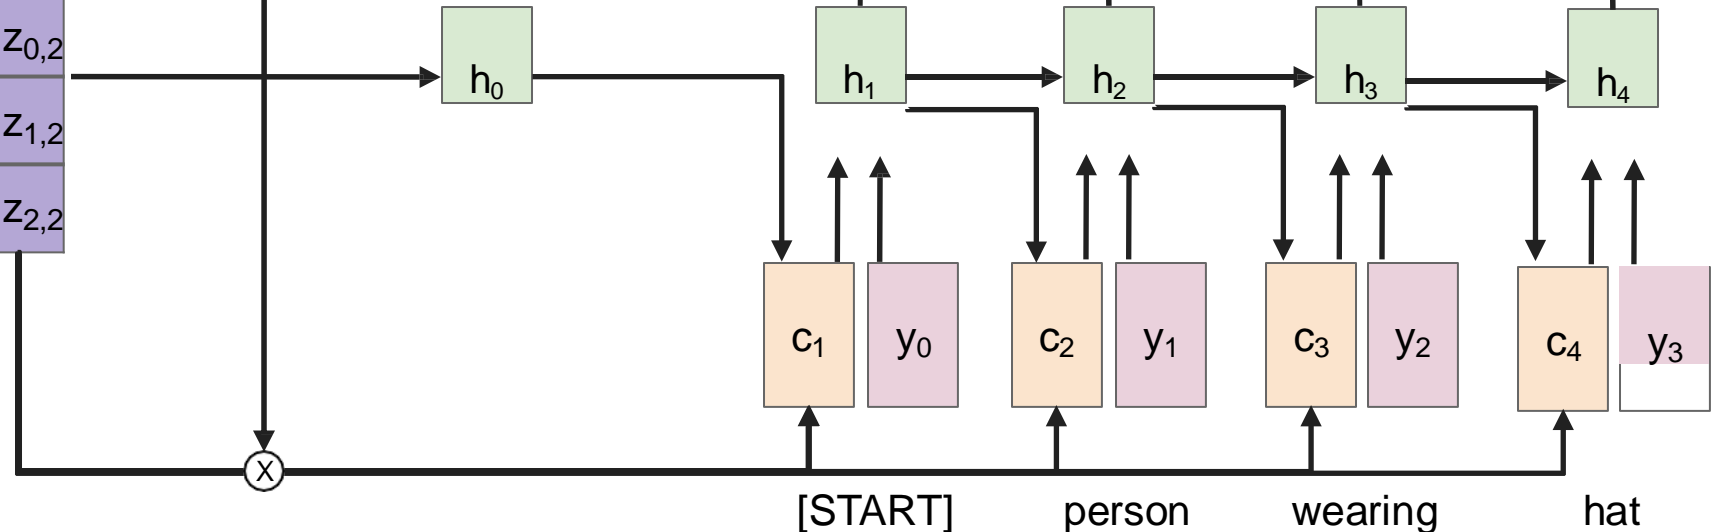 z0,2
h0
h1
h2
h3
h4
z1,2
z2,2
c1
y0
c2
y1
c3
y2
c4
y3
X
[START] person wearing hat